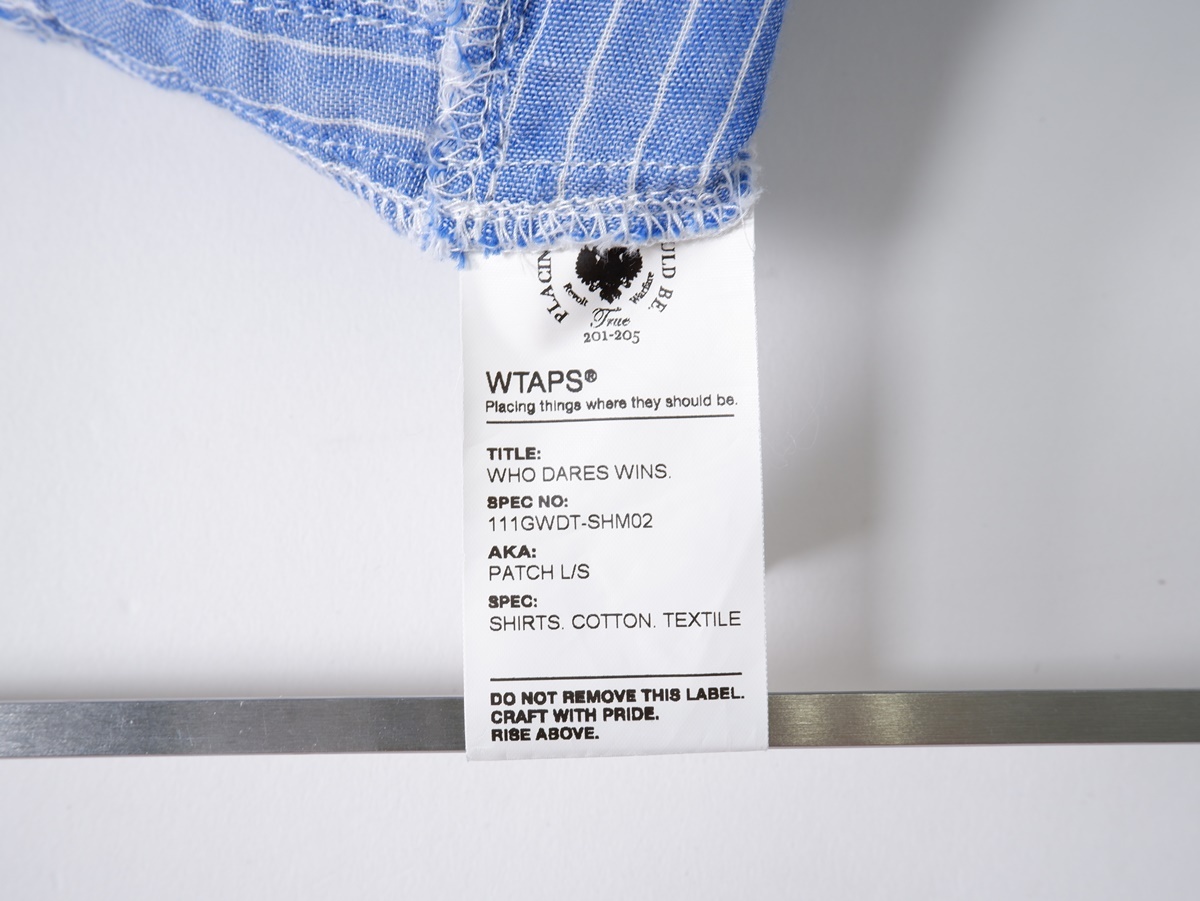 PLACIN
ULD BE.
Revolt
Warfare
True
201-205
WTAPS®
Placing things where they should be.
TITLE:
WHO DARES WINS.
SPEC NO:
111GWDT-SHM02
AKA:
PATCH L/S
SPEC:
SHIRTS. COTTON. TEXTILE
DO NOT REMOVE THIS LABEL.
CRAFT WITH PRIDE.
RISE ABOVE.